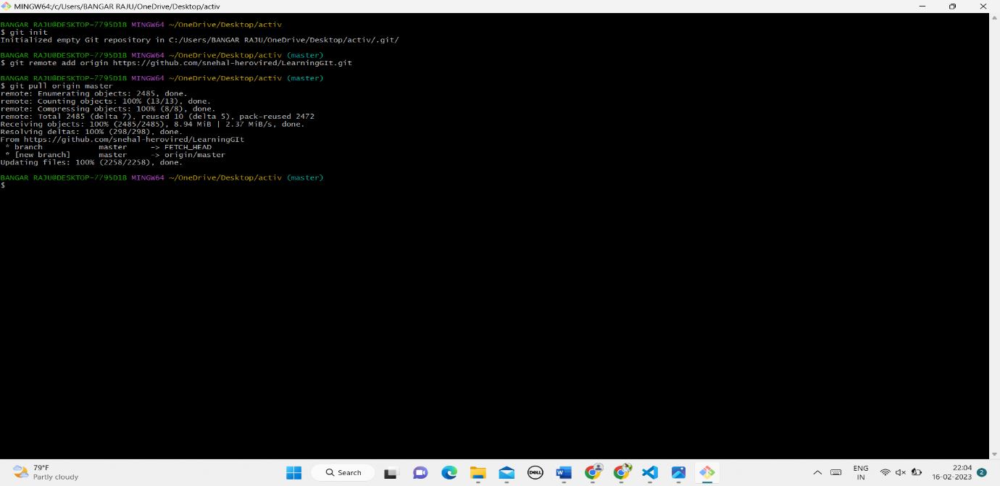 MINGW64:/c/Users/BANGAR RAJU/OneDrive/Desktop/activ
BANGAR RAJU@DESKTOP-7795D1B MINGW64 ~/OneDrive/Desktop/activ
$ git init
Initialized empty Git repository in C:/Users/BANGAR RAJU/OneDrive/Desktop/activ/.git/
BANGAR RAJU@DESKTOP-7795D1B MINGW64 ~/OneDrive/Desktop/activ (master)
$ git remote add origin https://github.com/snehal-herovired/LearningGIt.git
BANGAR RAJU@DESKTOP-7795D1B MINGW64 ~/OneDrive/Desktop/activ (master)
$ git pull origin master
remote: Enumerating objects: 2485, done.
remote: Counting objects: 100% (13/13), done.
remote: Compressing objects: 100% (8/8), done.
remote: Total 2485 (delta 7), reused 10 (delta 5), pack-reused 2472
Receiving objects: 100% (2485/2485), 8.94 MiB | 2.37 MiB/s, done.
Resolving deltas: 100% (298/298), done.
From https://github.com/snehal-herovired/LearningGIt
 * branch            master     -> FETCH_HEAD
 * [new branch]      master     -> origin/master
Updating files: 100% (2258/2258), done.
BANGAR RAJU@DESKTOP-7795D1B MINGW64 ~/OneDrive/Desktop/activ (master)
$
79°F
Partly cloudy
Search
DELL
W
ENG
IN
22:04
16-02-2023
2